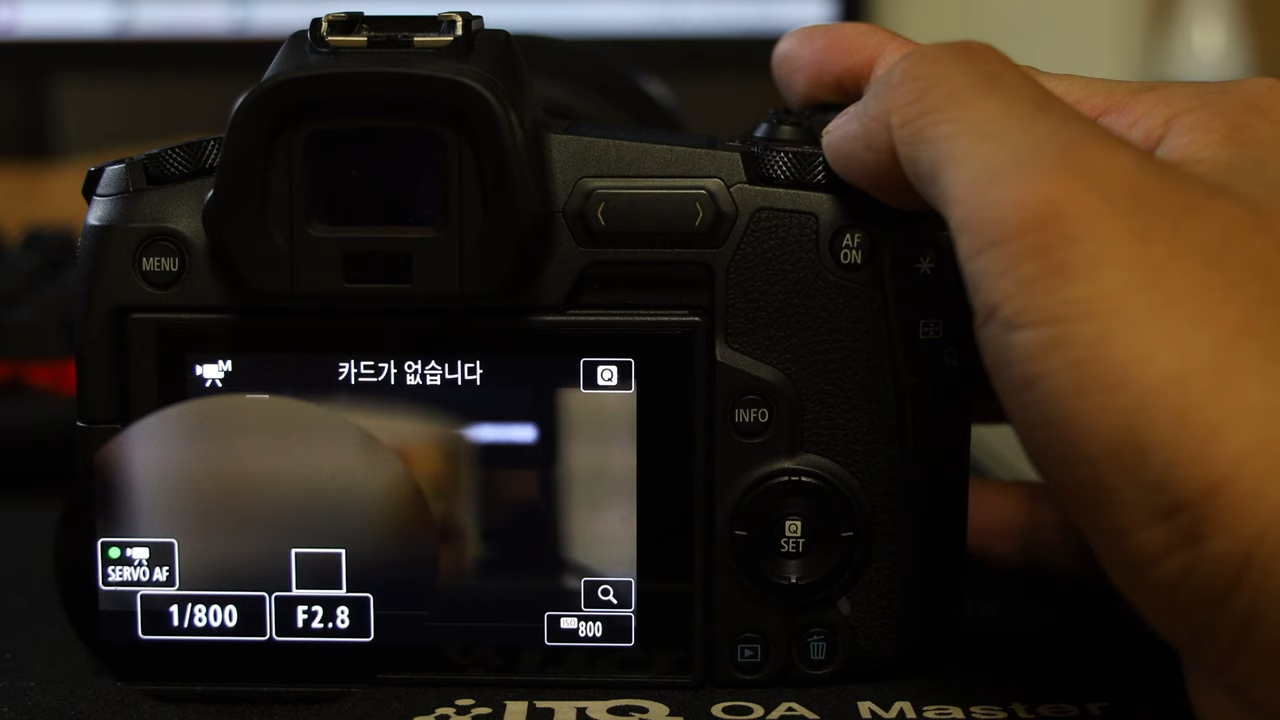 MENU
AF
ON
M
카드가 없습니다
Q
INFO
Q
SET
SERVO AF
1/800
F2.8
ISO 800
ITQ OA Master